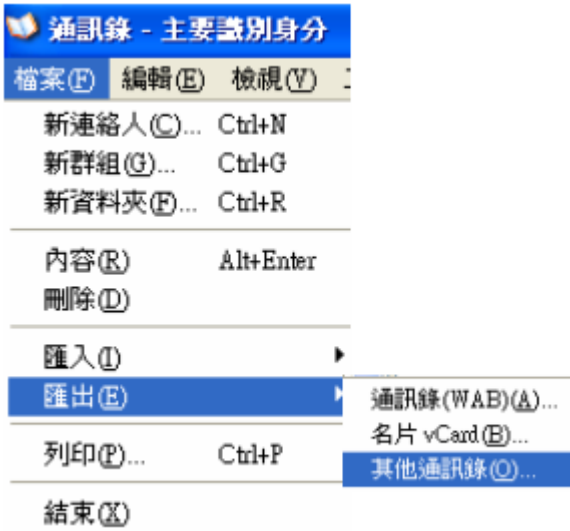 通訊錄 - 主要識別身分
檔案(F) 編輯(E) 檢視(V)
新連絡人(C)... Ctrl+N
新群組(G)... Ctrl+G
新資料夾(F)... Ctrl+R
內容(R) Alt+Enter
刪除(D)
匯入(I)
匯出(E)
通訊錄(WAB)(A)...
名片 vCard(B)...
其他通訊錄(O)...
列印(P)... Ctrl+P
結束(X)